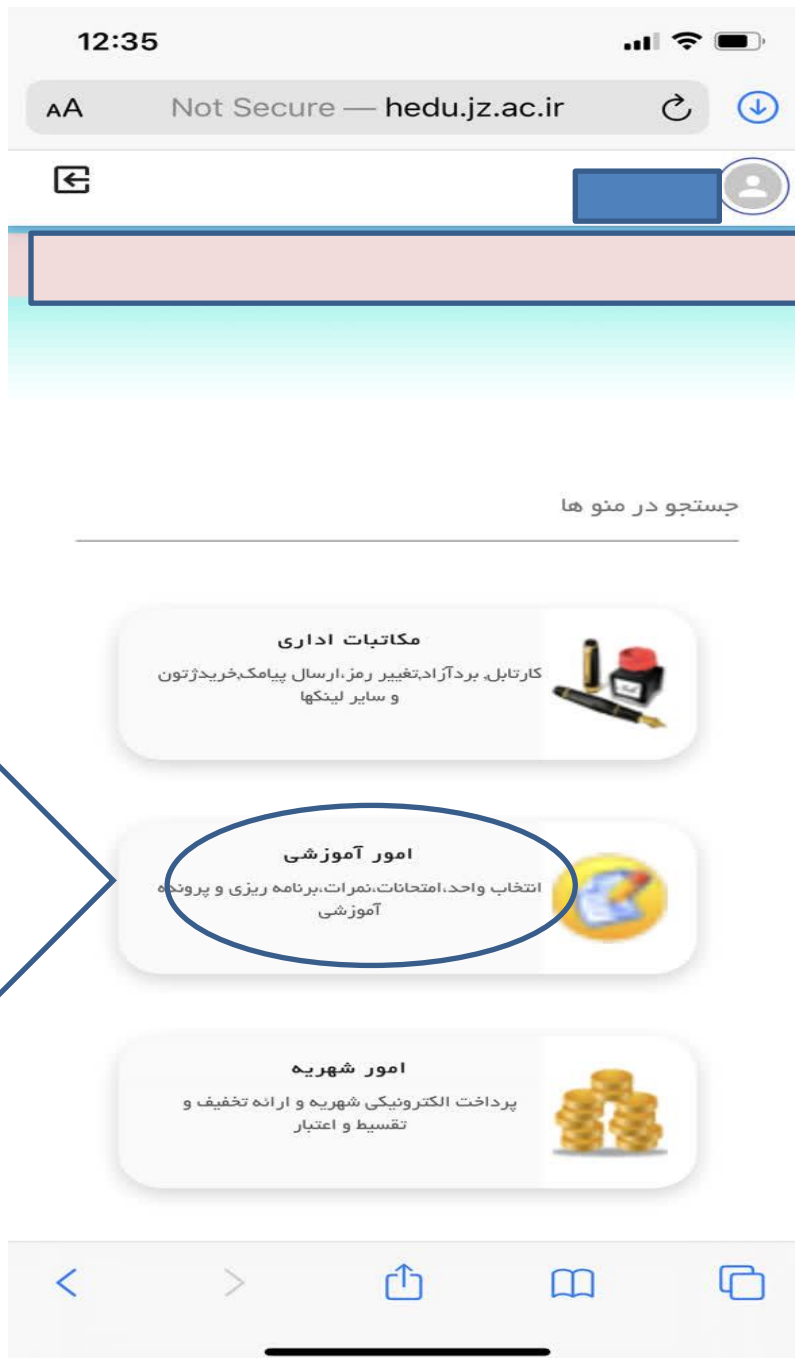 12:35
AA Not Secure — hedu.jz.ac.ir
جستجو در منو ها
مکاتبات اداری
کارتابل، بردآزاد،تغییر رمز،ارسال پیامک،خریدژتون
و سایر لینکها
امور آموزشی
انتخاب واحد،امتحانات،نمرات،برنامه ریزی و پرونده
آموزشی
امور شهریه
پرداخت الکترونیکی شهریه و ارائه تخفیف و
تقسیط و اعتبار